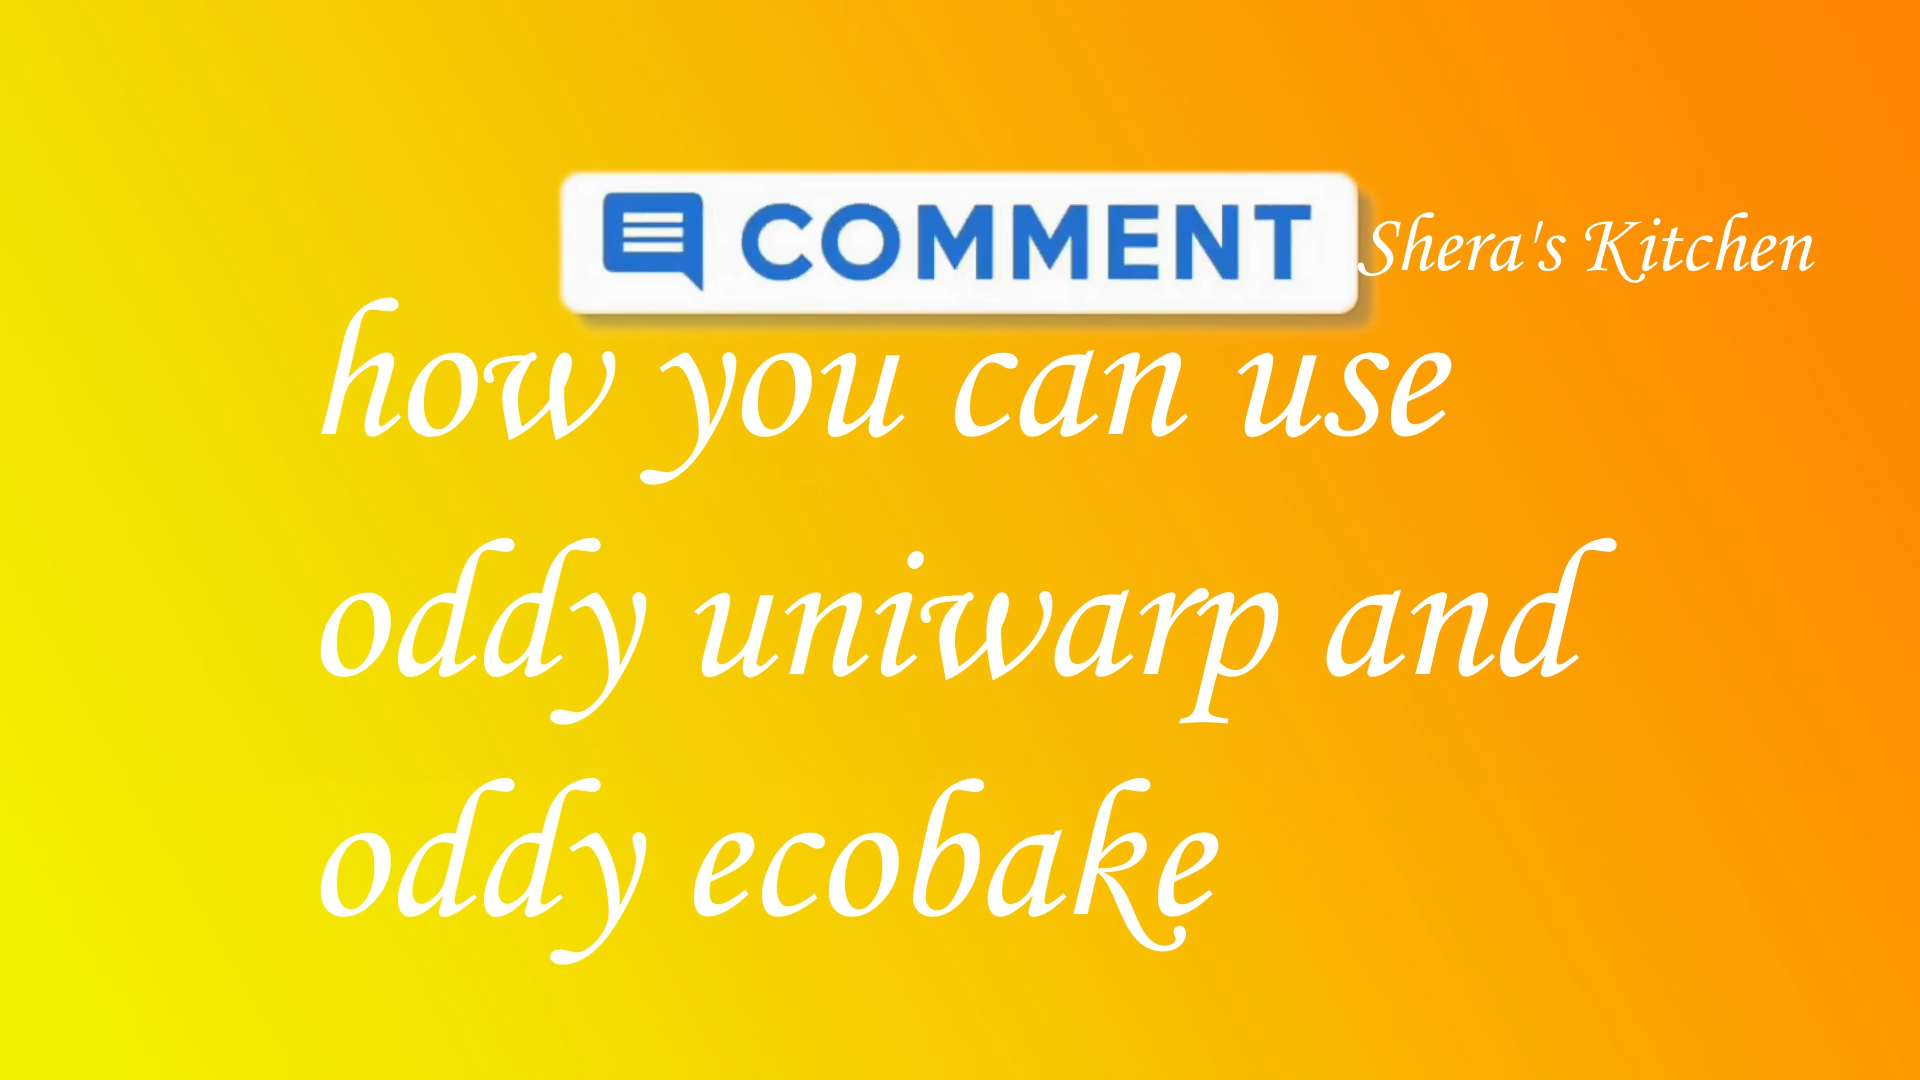 COMMENT
Shera's Kitchen
how you can use
oddy uniwarp and
oddy ecobake